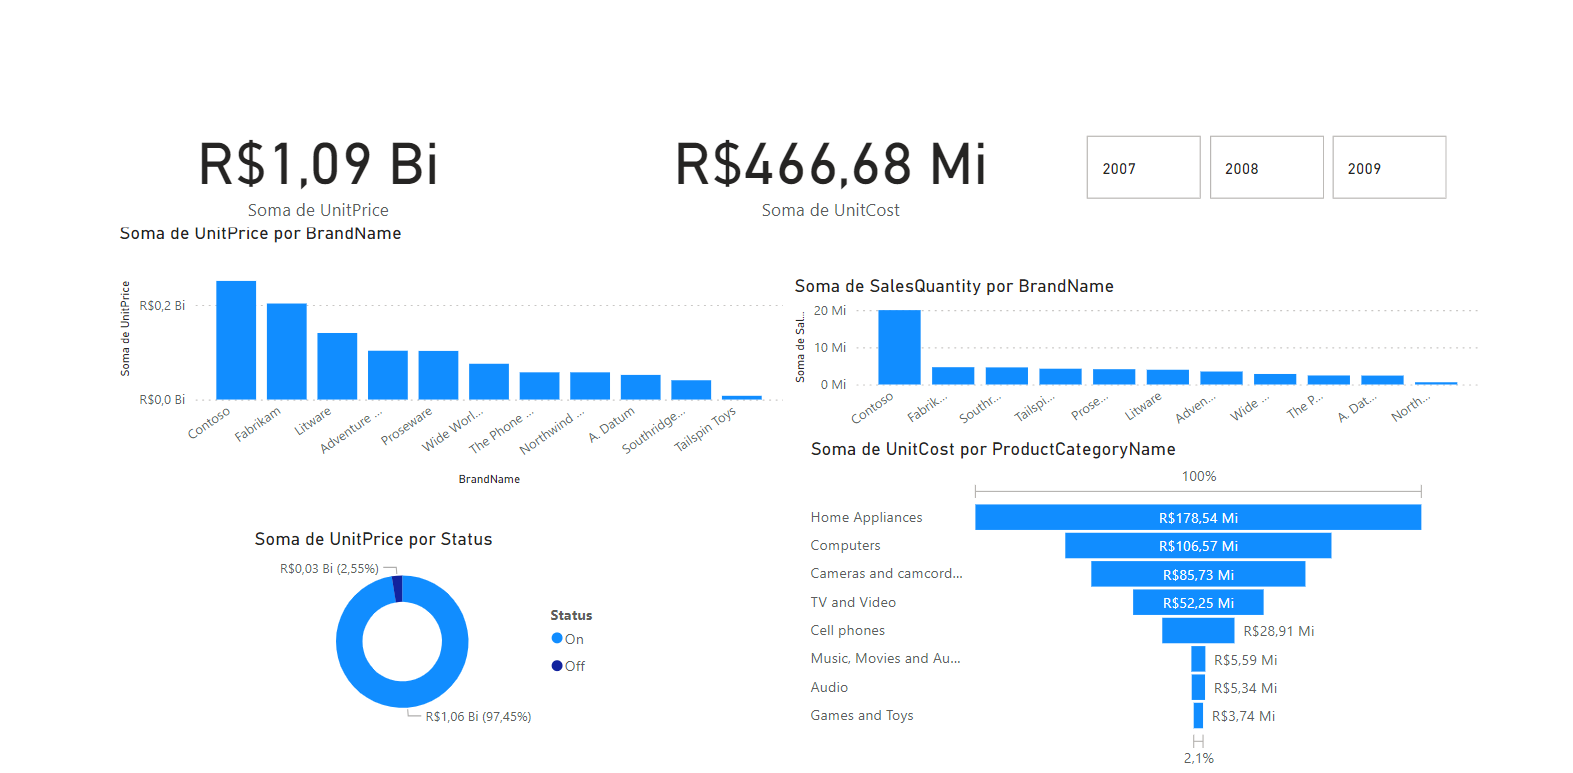 R$1,09 Bi
Soma de UnitPrice
R$466,68 Mi
Soma de UnitCost
2007
2008
2009
Soma de UnitPrice por BrandName
Soma de UnitPrice
R$0,2 Bi
R$0,0 Bi
Contoso
Fabrikam
Litware
Adventure ...
Proseware
Wide Worl...
The Phone ...
Northwind ...
A. Datum
Southridge...
Tailspin Toys
BrandName
Soma de SalesQuantity por BrandName
Soma de Sal...
20 Mi
10 Mi
0 Mi
Contoso
Fabrik...
Southr...
Tailspi...
Prose...
Litware
Adven...
Wide ...
The P...
A. Dat...
North...
Soma de UnitPrice por Status
R$0,03 Bi (2,55%)
R$1,06 Bi (97,45%)
Status
On
Off
Soma de UnitCost por ProductCategoryName
100%
Home Appliances R$178,54 Mi
Computers R$106,57 Mi
Cameras and camcord... R$85,73 Mi
TV and Video R$52,25 Mi
Cell phones R$28,91 Mi
Music, Movies and Au... R$5,59 Mi
Audio R$5,34 Mi
Games and Toys R$3,74 Mi
2,1%